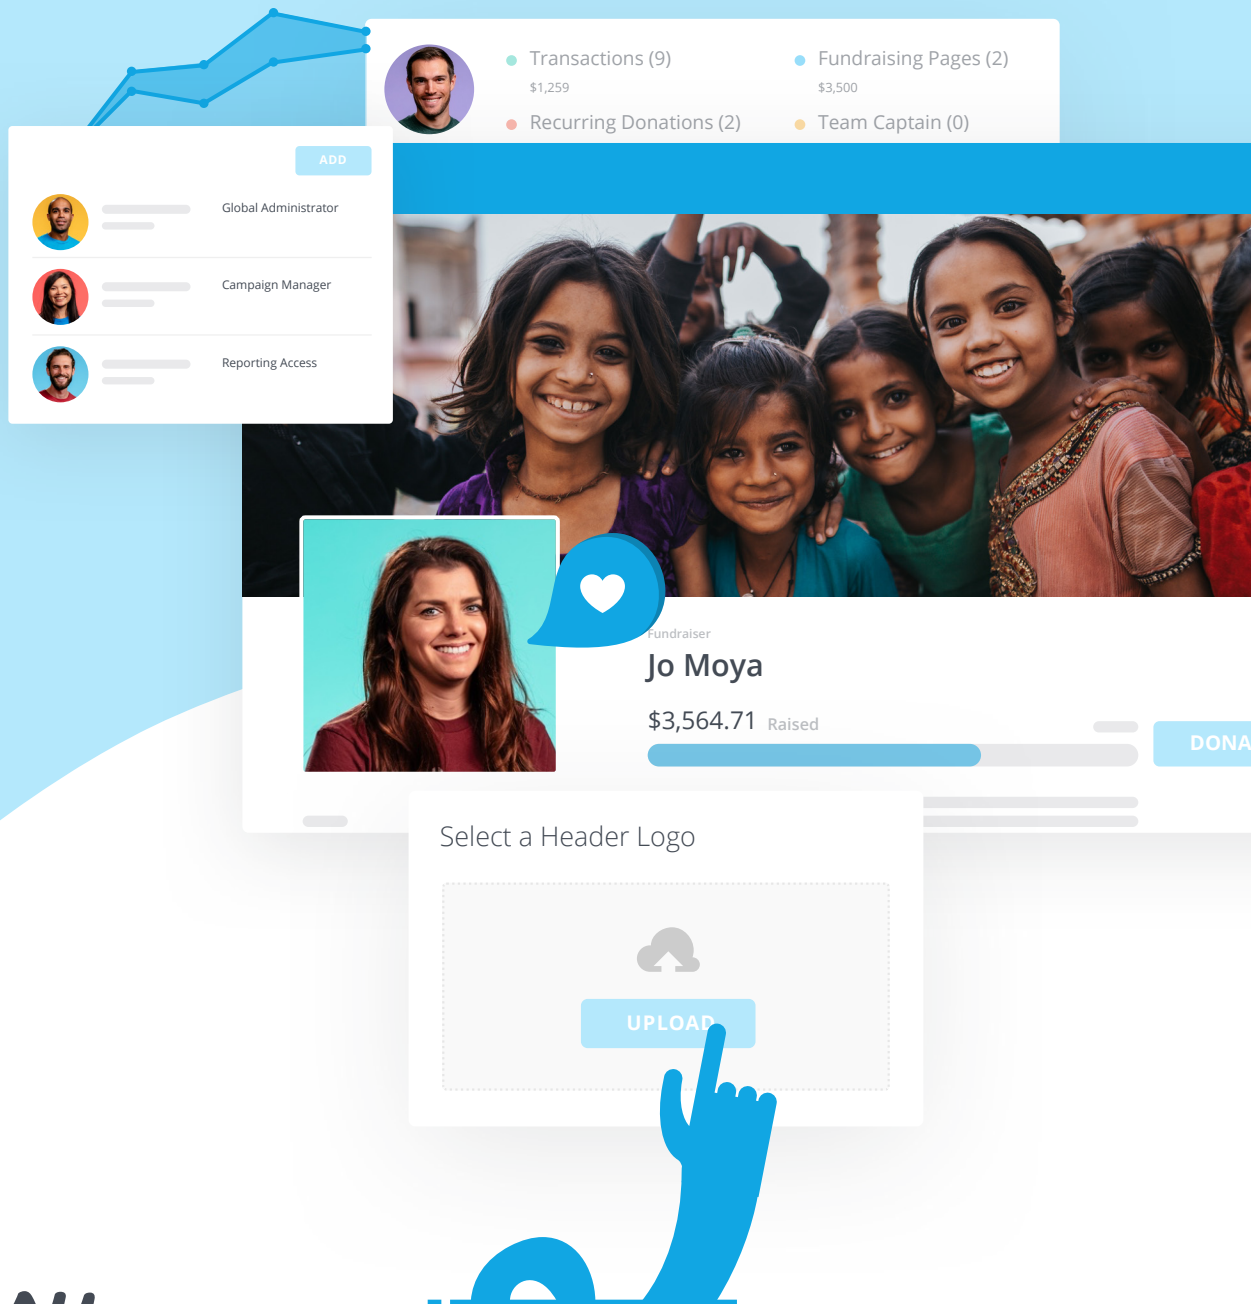 Transactions (9)
$1,259
Fundraising Pages (2)
$3,500
Recurring Donations (2)
Team Captain (0)
ADD
Global Administrator
Campaign Manager
Reporting Access
Fundraiser
Jo Moya
$3,564.71 Raised
DONA
Select a Header Logo
UPLOAD